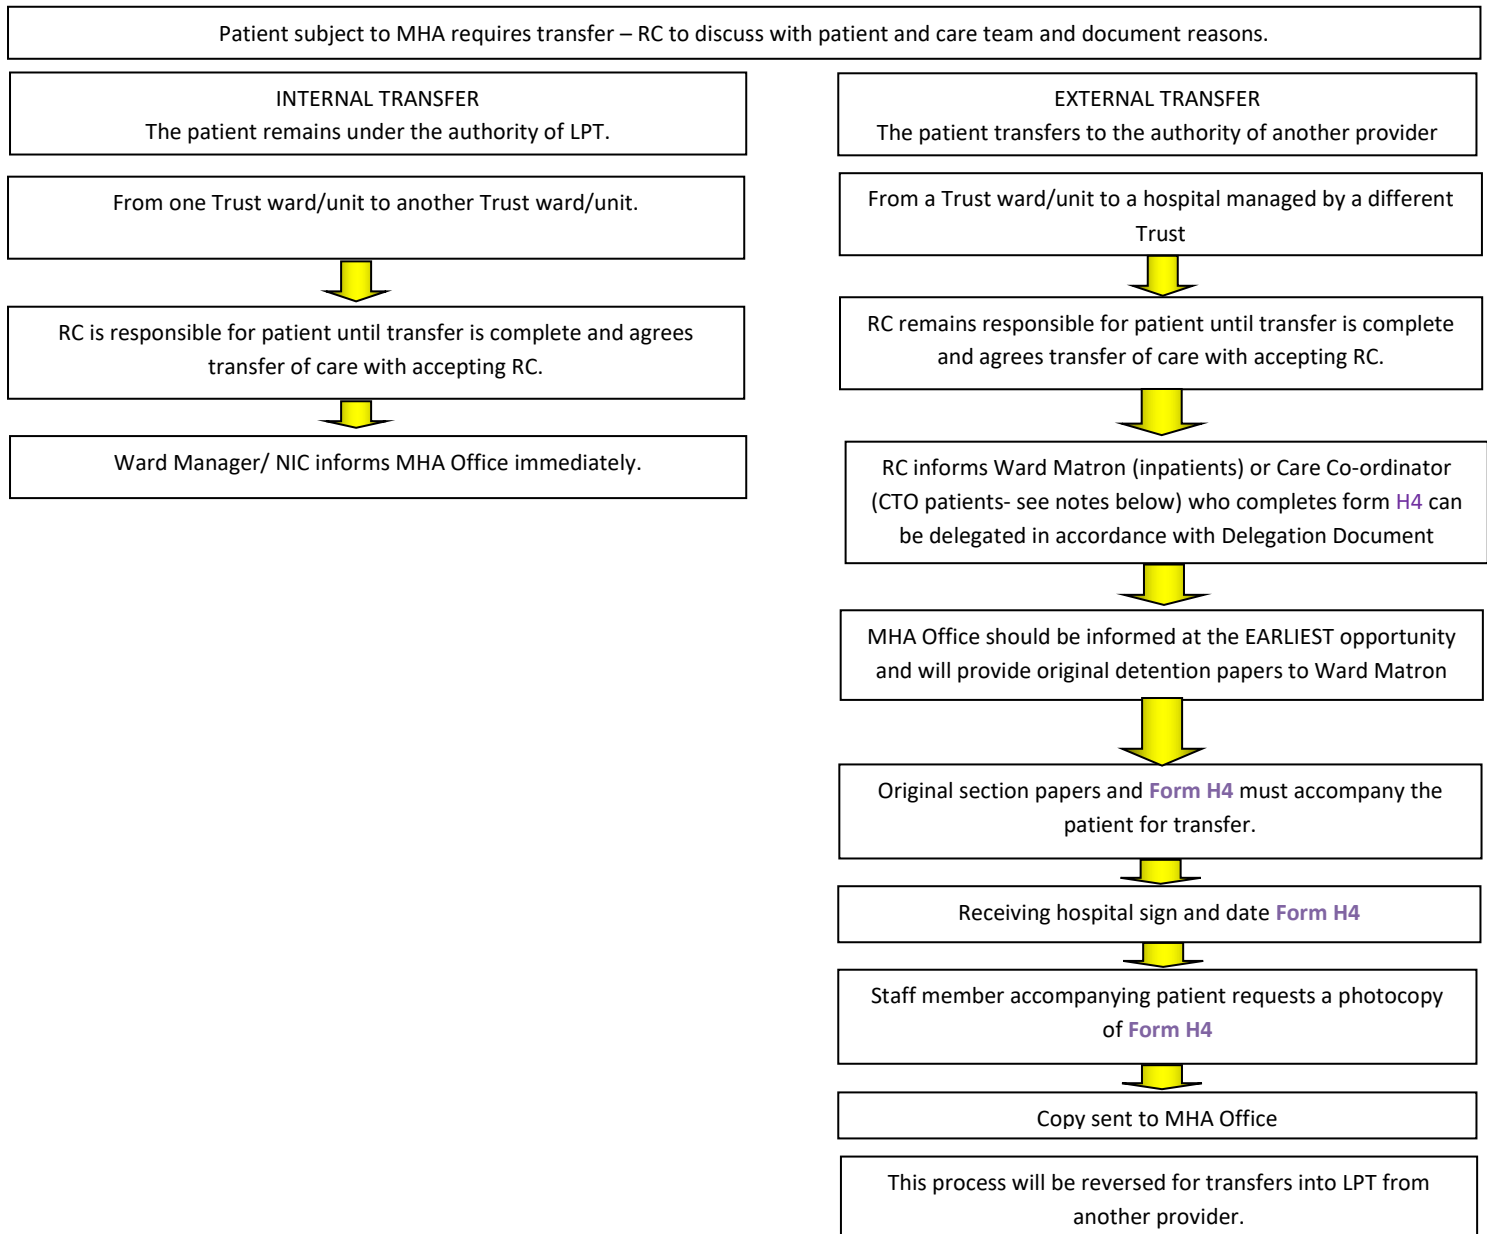 Patient subject to MHA requires transfer – RC to discuss with patient and care team and document reasons.
INTERNAL TRANSFER
The patient remains under the authority of LPT.
From one Trust ward/unit to another Trust ward/unit.
RC is responsible for patient until transfer is complete and agrees
transfer of care with accepting RC.
Ward Manager/ NIC informs MHA Office immediately.
EXTERNAL TRANSFER
The patient transfers to the authority of another provider
From a Trust ward/unit to a hospital managed by a different
Trust
RC remains responsible for patient until transfer is complete
and agrees transfer of care with accepting RC.
RC informs Ward Matron (inpatients) or Care Co-ordinator
(CTO patients- see notes below) who completes form H4 can
be delegated in accordance with Delegation Document
MHA Office should be informed at the EARLIEST opportunity
and will provide original detention papers to Ward Matron
Original section papers and Form H4 must accompany the
patient for transfer.
Receiving hospital sign and date Form H4
Staff member accompanying patient requests a photocopy
of Form H4
Copy sent to MHA Office
This process will be reversed for transfers into LPT from
another provider.